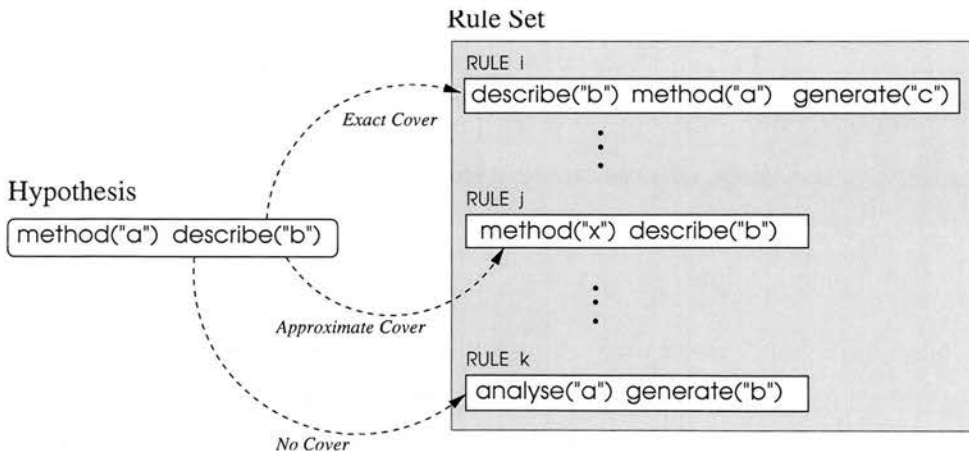 Rule Set
RULE i
describe("b") method("a") generate("c")
Exact Cover
Hypothesis
method("a") describe("b")
RULE j
method("x") describe("b")
Approximate Cover
RULE k
analyse("a") generate("b")
No Cover